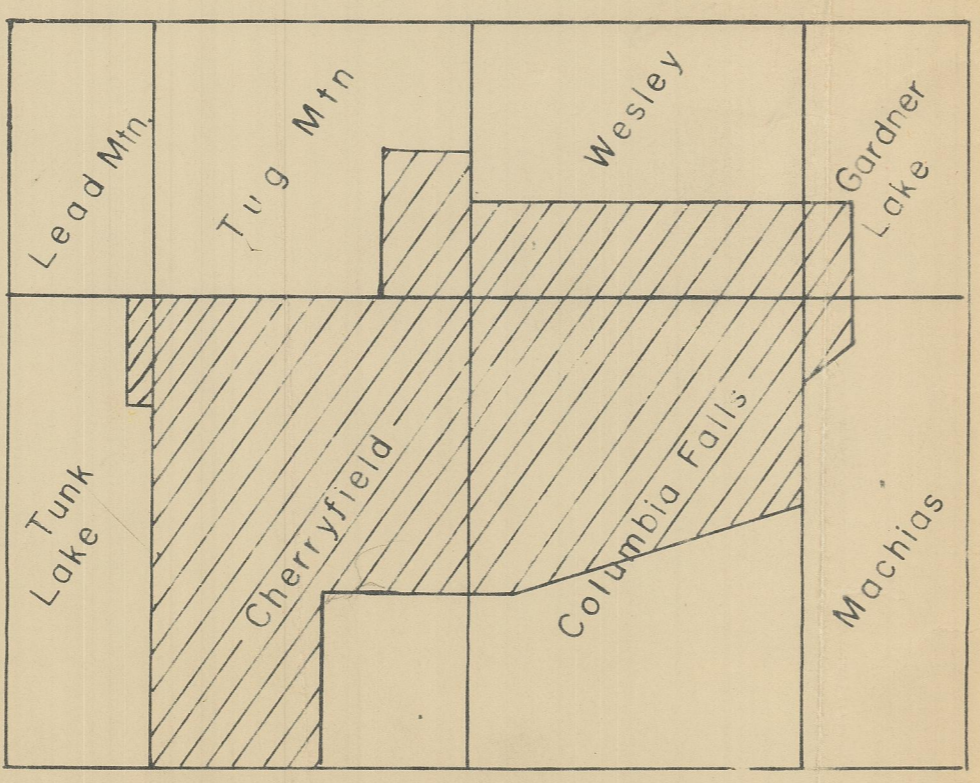 Lead Mtn.
Tug Mtn
Wesley
Gardner
Lake
Tunk
Lake
Cherryfield
Columbia Falls
Machias